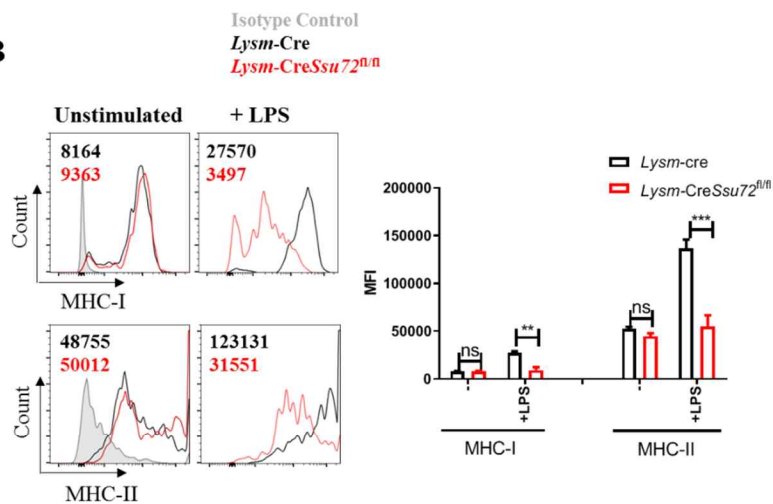 B
Isotype Control
Lysm-Cre
Lysm-CreSsu72fl/fl
Unstimulated
+ LPS
8164
9363
27570
3497
Count
MHC-I
48755
50012
123131
31551
Count
MHC-II
Lysm-cre
Lysm-CreSsu72fl/fl
200000
150000
100000
50000
0
MFI
ns
**
ns
***
-
+LPS
-
+LPS
MHC-I
MHC-II